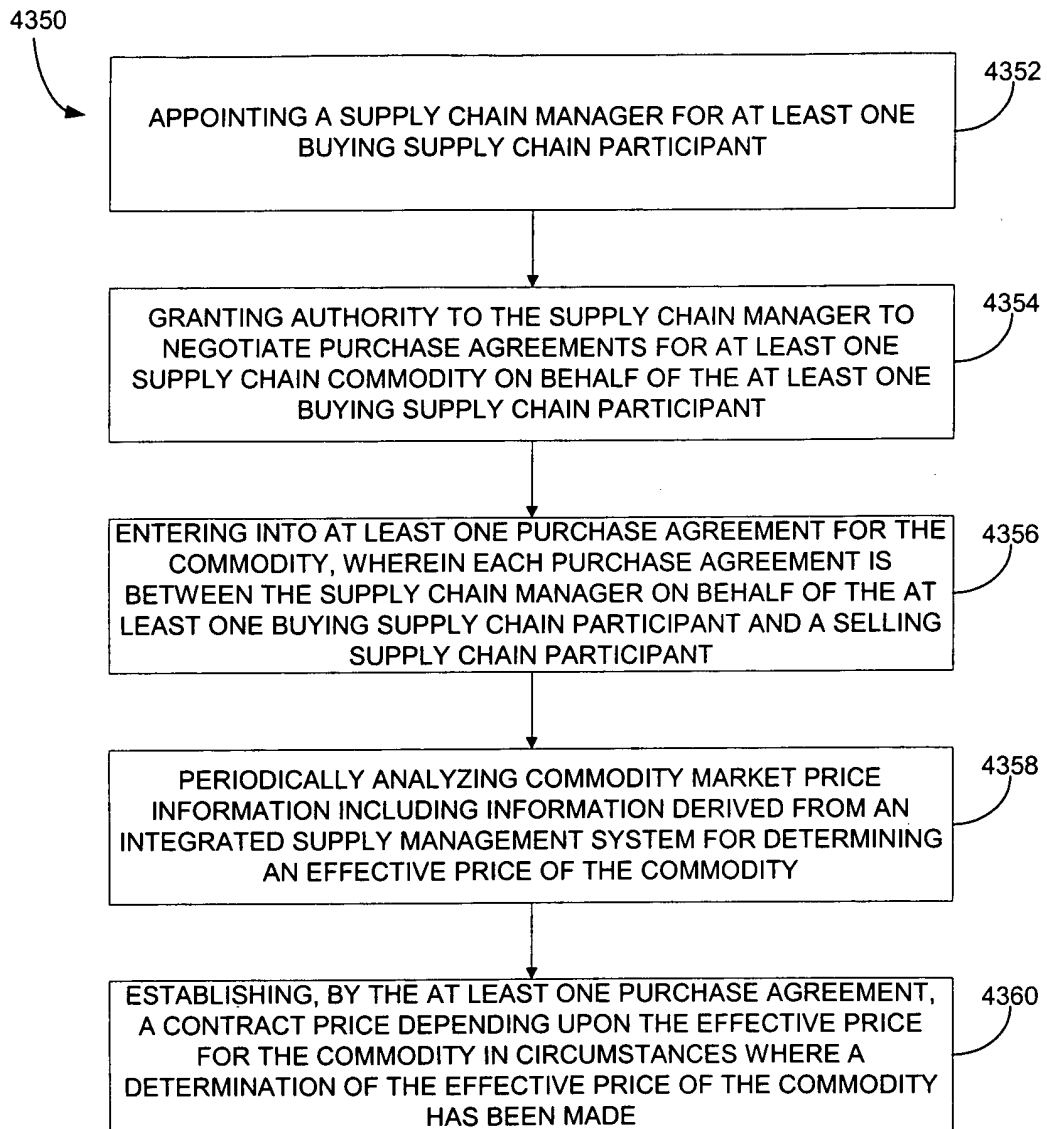 4350
4352
APPOINTING A SUPPLY CHAIN MANAGER FOR AT LEAST ONE
BUYING SUPPLY CHAIN PARTICIPANT
4354
GRANTING AUTHORITY TO THE SUPPLY CHAIN MANAGER TO
NEGOTIATE PURCHASE AGREEMENTS FOR AT LEAST ONE
SUPPLY CHAIN COMMODITY ON BEHALF OF THE AT LEAST ONE
BUYING SUPPLY CHAIN PARTICIPANT
4356
ENTERING INTO AT LEAST ONE PURCHASE AGREEMENT FOR THE
COMMODITY, WHEREIN EACH PURCHASE AGREEMENT IS
BETWEEN THE SUPPLY CHAIN MANAGER ON BEHALF OF THE AT
LEAST ONE BUYING SUPPLY CHAIN PARTICIPANT AND A SELLING
SUPPLY CHAIN PARTICIPANT
4358
PERIODICALLY ANALYZING COMMODITY MARKET PRICE
INFORMATION INCLUDING INFORMATION DERIVED FROM AN
INTEGRATED SUPPLY MANAGEMENT SYSTEM FOR DETERMINING
AN EFFECTIVE PRICE OF THE COMMODITY
4360
ESTABLISHING, BY THE AT LEAST ONE PURCHASE AGREEMENT,
A CONTRACT PRICE DEPENDING UPON THE EFFECTIVE PRICE
FOR THE COMMODITY IN CIRCUMSTANCES WHERE A
DETERMINATION OF THE EFFECTIVE PRICE OF THE COMMODITY
HAS BEEN MADE